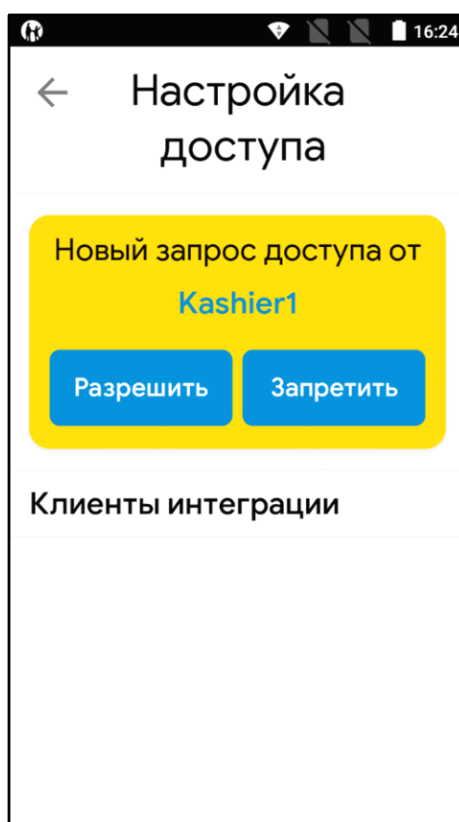 16:24
Настройка
доступа
Новый запрос доступа от
Kashier1
Разрешить Запретить
Клиенты интеграции